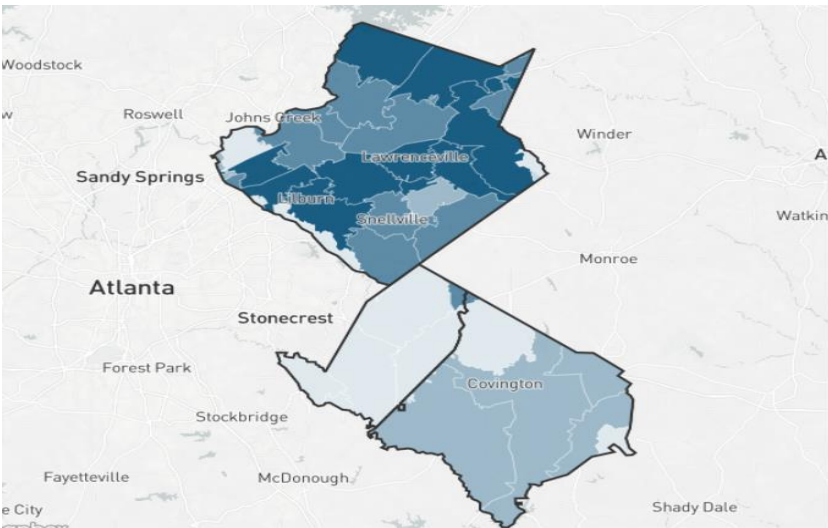 Woodstock
Roswell
Johns Creek
Winder
Lawrenceville
A
Sandy Springs
Lilburn
Snellville
Watkin
Monroe
Atlanta
Stonecrest
Forest Park
Covington
Stockbridge
Fayetteville
McDonough
Shady Dale
e City